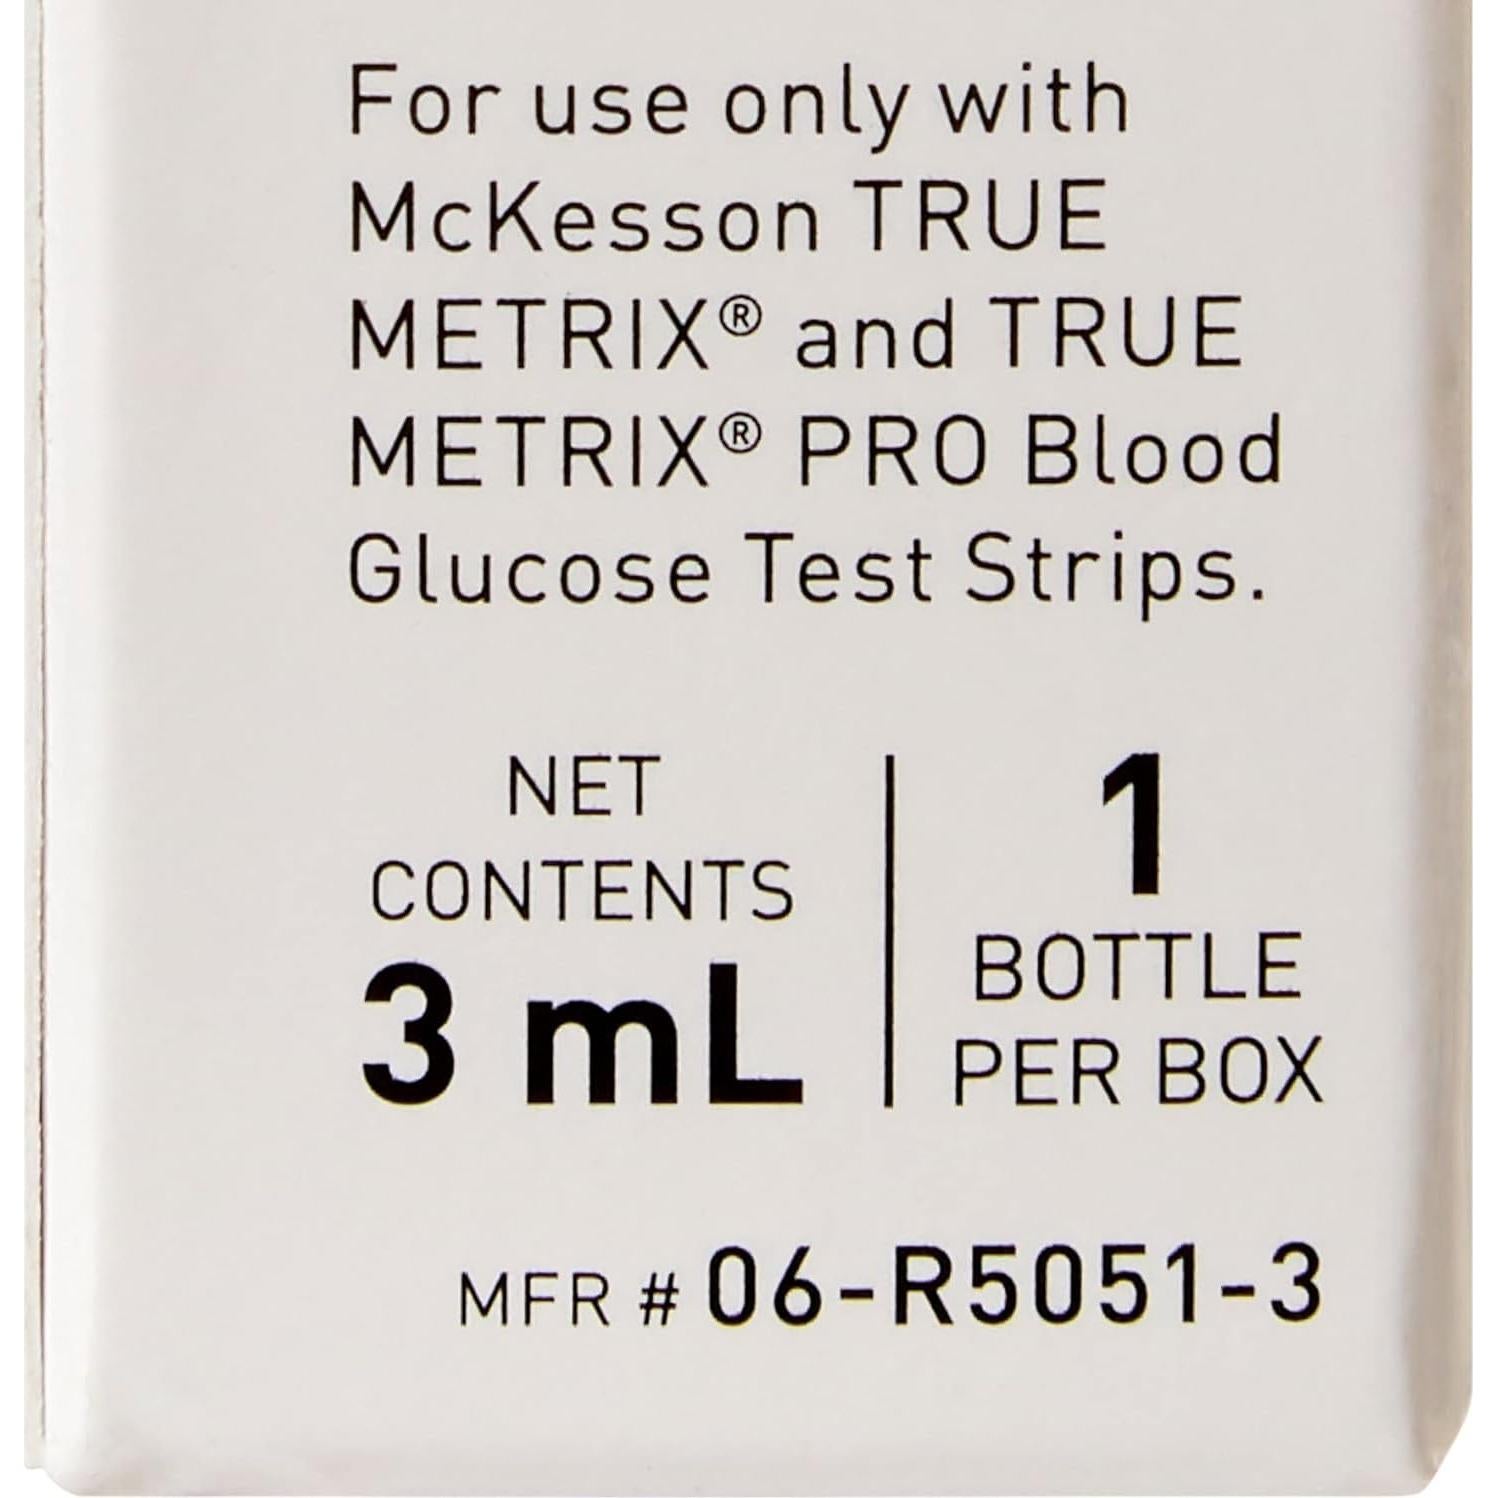 For use only with
McKesson TRUE
METRIX® and TRUE
METRIX® PRO Blood
Glucose Test Strips.
NET
CONTENTS
3 mL
1
BOTTLE
PER BOX
MFR # 06-R5051-3